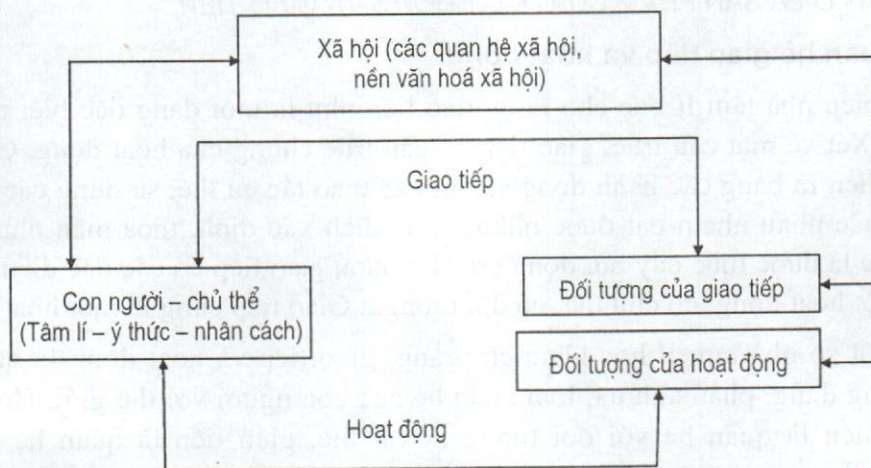 Xã hội (các quan hệ xã hội,
nền văn hoá xã hội)
Giao tiếp
Con người – chủ thể
(Tâm lí – ý thức – nhân cách)
Đối tượng của giao tiếp
Đối tượng của hoạt động
Hoạt động